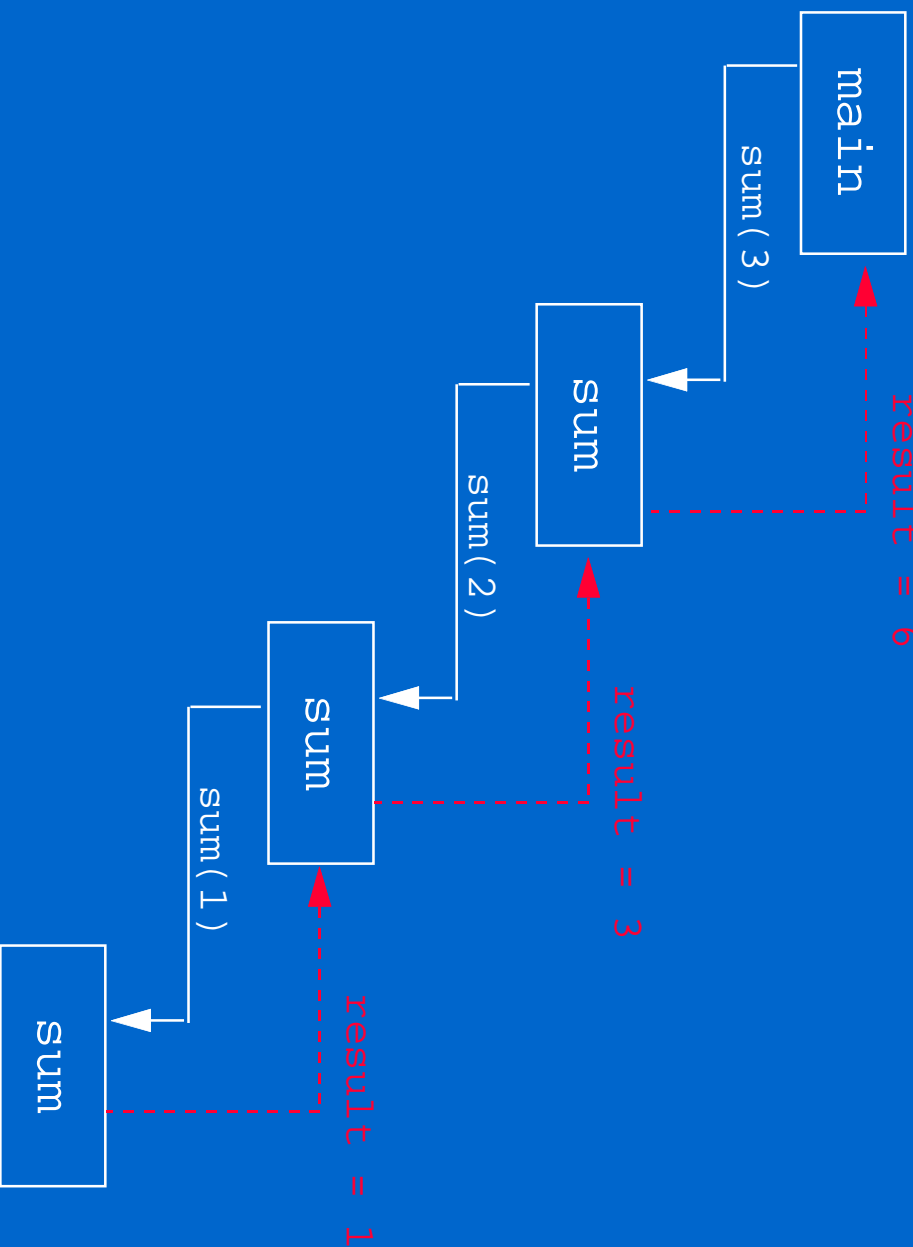 main
sum(3)
result = 6
sum
sum(2)
result = 3
sum
sum(1)
result = 1
sum